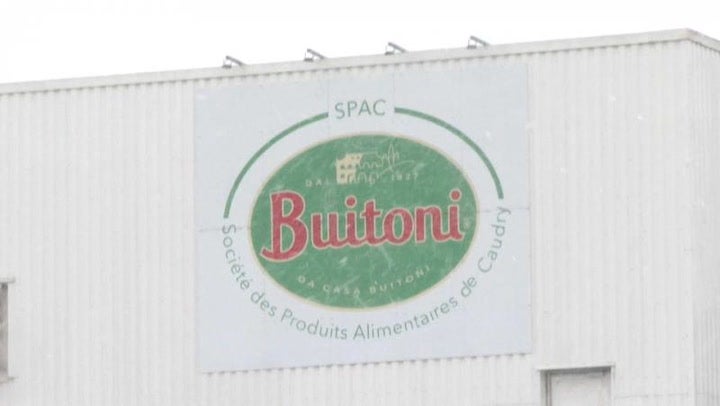 SPAC
DAL 1827
Buitoni
DA CASA BUITONI
Société des Produits Alimentaires de Caudry